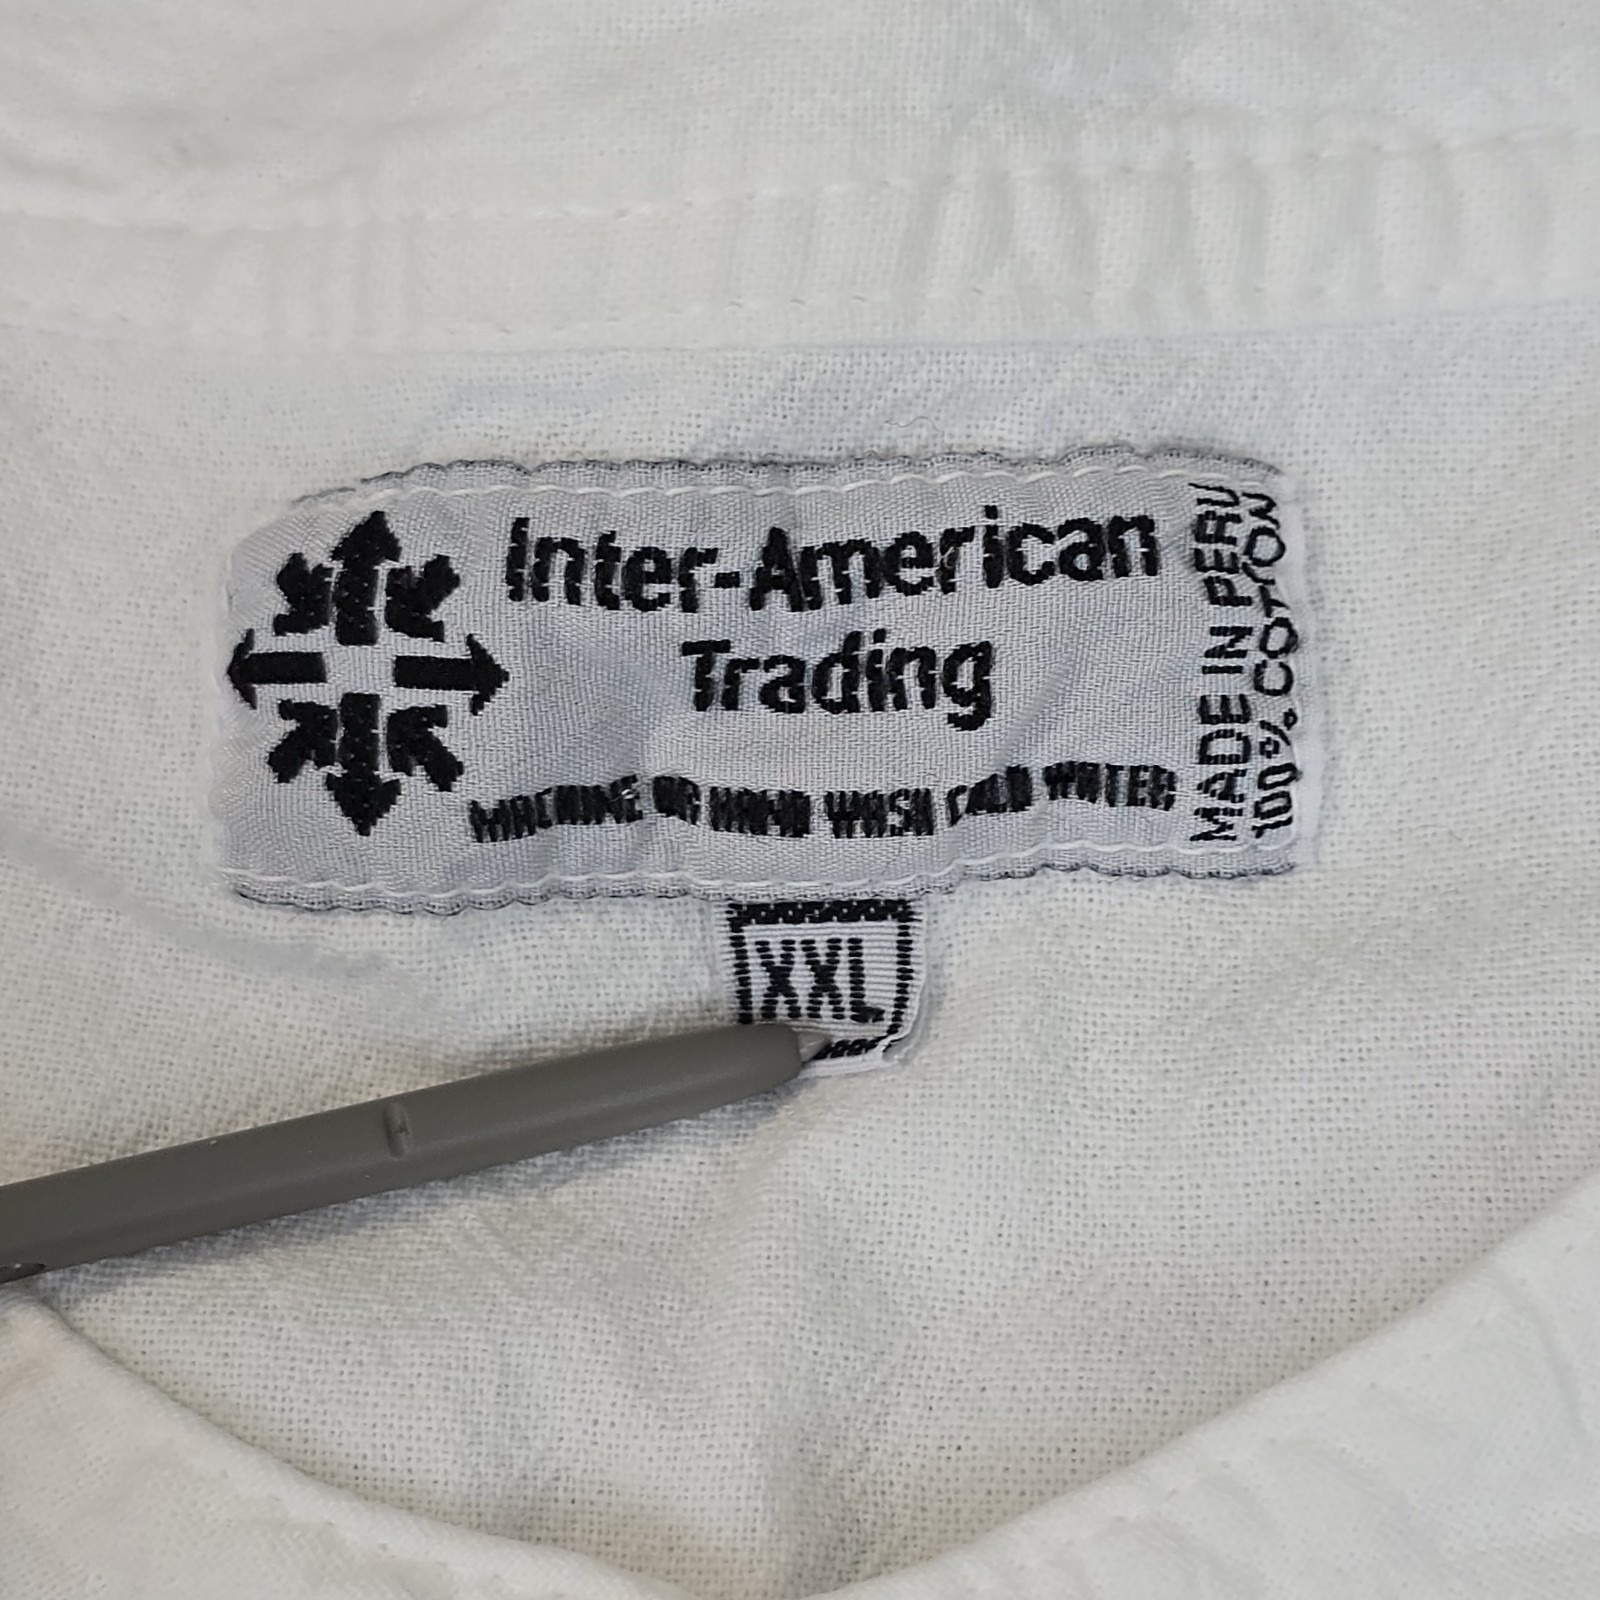 Inter-American
Trading
MACHINE OR HAND WASH COLD WATER
MADE IN PERU
100% COTTON
XXL